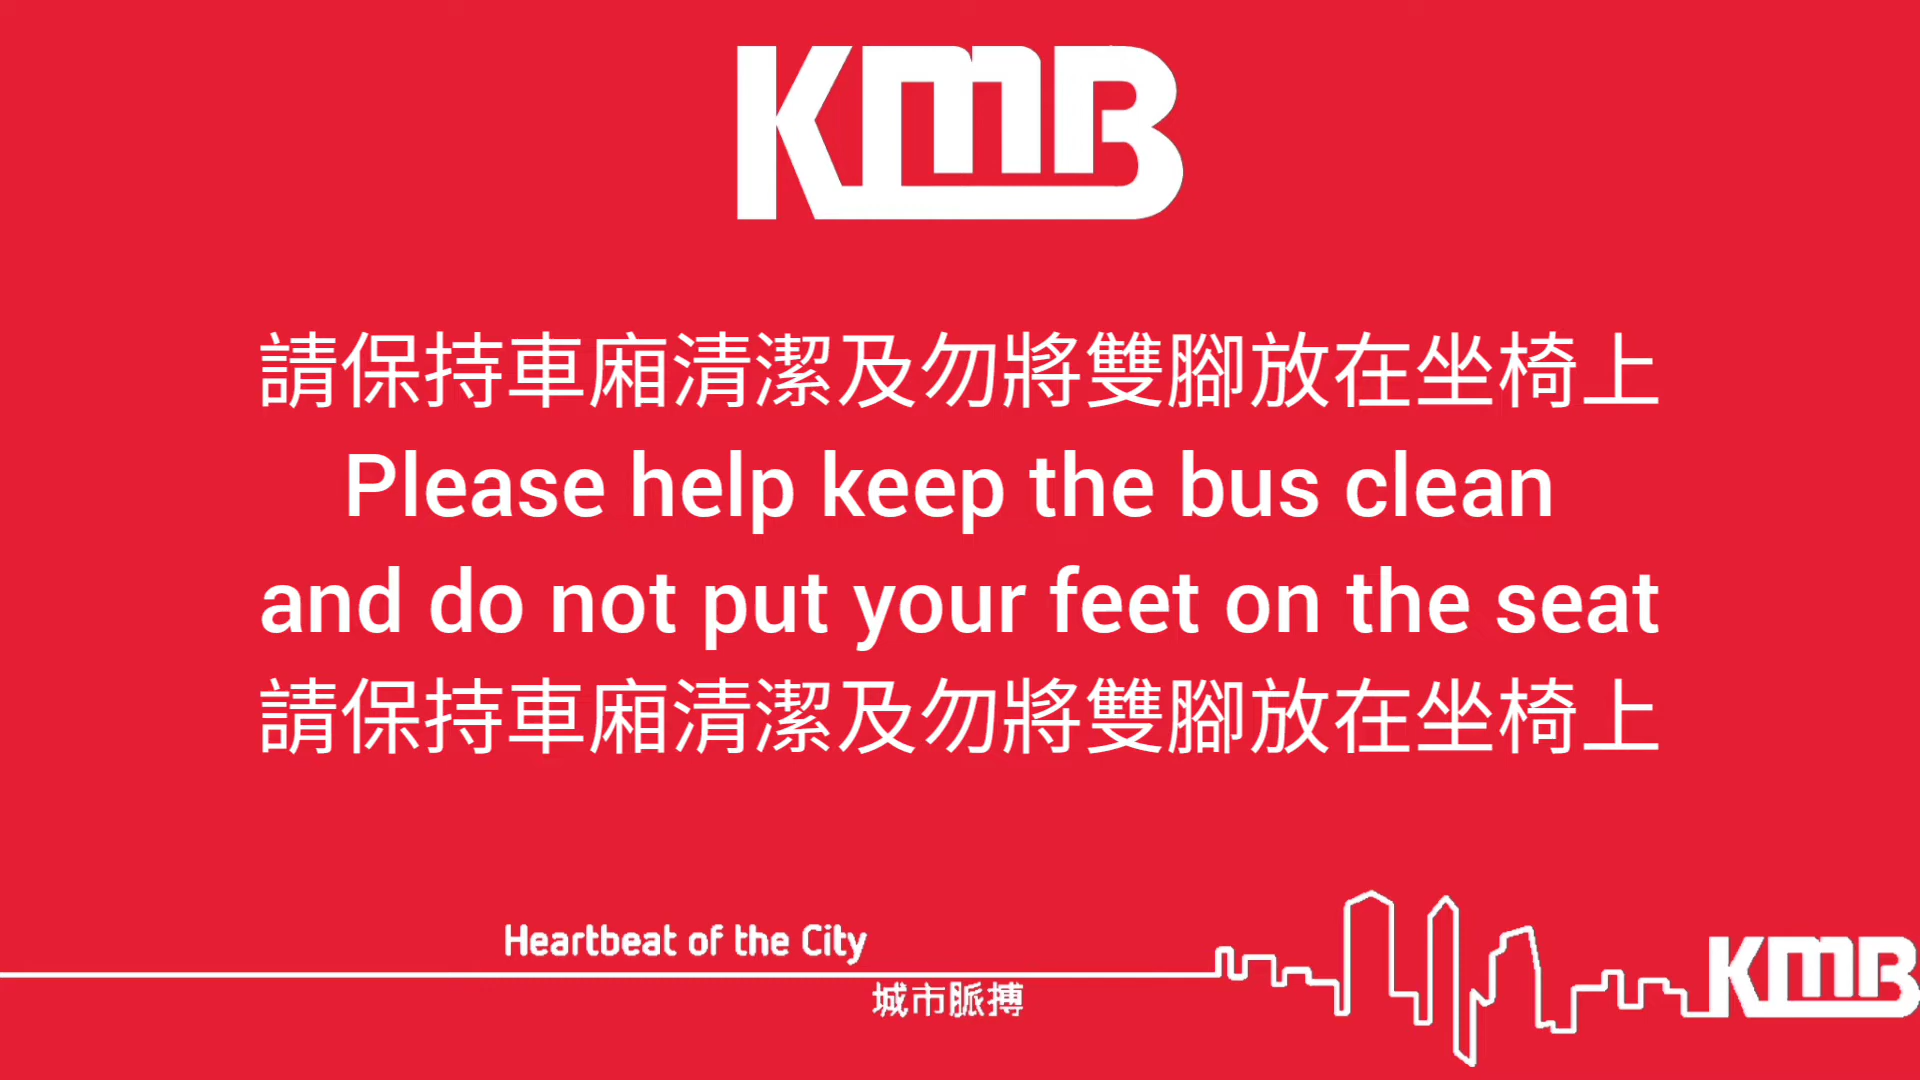 KMB
請保持車廂清潔及勿將雙腳放在坐椅上
Please help keep the bus clean
and do not put your feet on the seat
請保持車廂清潔及勿將雙腳放在坐椅上
Heartbeat of the City
城市脈搏
KMB